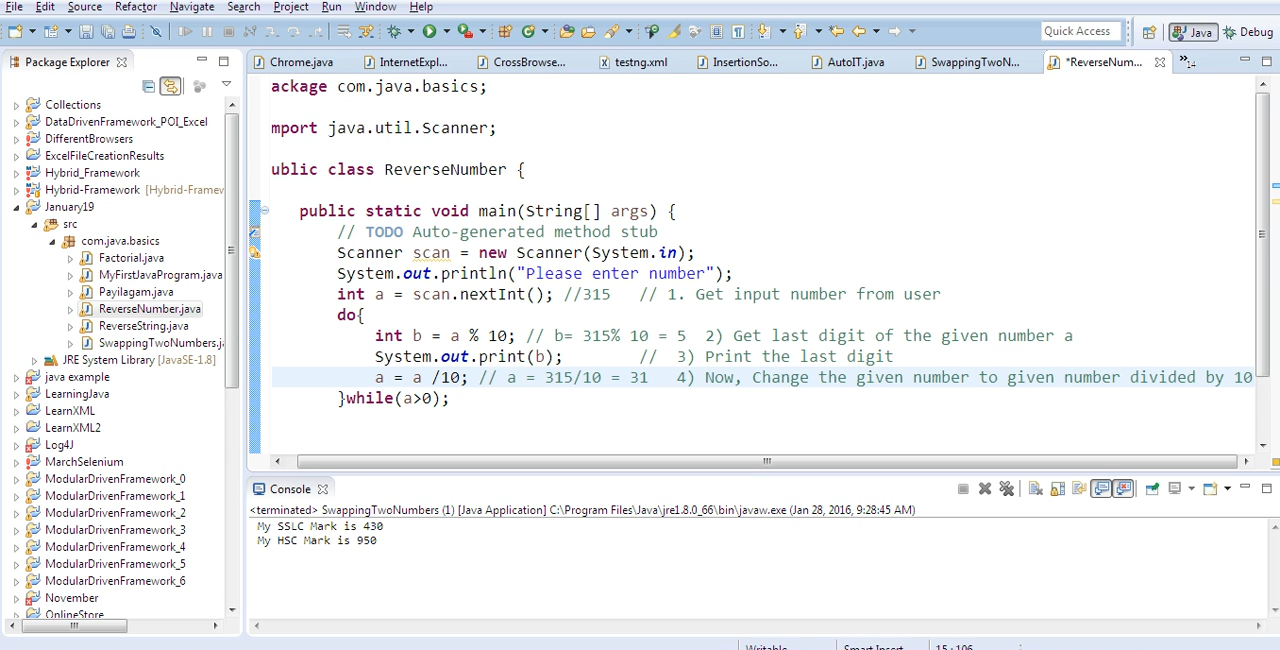 File Edit Source Refactor Navigate Search Project Run Window Help
Quick Access Java Debug
Package Explorer
Collections
DataDrivenFramework_POI_Excel
DifferentBrowsers
ExcelFileCreationResults
Hybrid_Framework
Hybrid-Framework [Hybrid-Framew
January19
src
com.java.basics
Factorial.java
MyFirstJavaProgram.java
Payilagam.java
ReverseNumber.java
ReverseString.java
SwappingTwoNumbers.j
JRE System Library [JavaSE-1.8]
java example
LearningJava
LearnXML
LearnXML2
Log4J
MarchSelenium
ModularDrivenFramework_0
ModularDrivenFramework_1
ModularDrivenFramework_2
ModularDrivenFramework_3
ModularDrivenFramework_4
ModularDrivenFramework_5
ModularDrivenFramework_6
November
OnlineStore
Chrome.java InternetExpl... CrossBrowse... testng.xml InsertionSo... AutoIT.java SwappingTwoN... *ReverseNum... »14
ackage com.java.basics;
mport java.util.Scanner;
ublic class ReverseNumber {
public static void main(String[] args) {
// TODO Auto-generated method stub
Scanner scan = new Scanner(System.in);
System.out.println("Please enter number");
int a = scan.nextInt(); //315 // 1. Get input number from user
do{
int b = a % 10; // b= 315% 10 = 5 2) Get last digit of the given number a
System.out.print(b); // 3) Print the last digit
a = a /10; // a = 315/10 = 31 4) Now, Change the given number to given number divided by 10
}while(a>0);
Console
<terminated> SwappingTwoNumbers (1) [Java Application] C:\Program Files\Java\jre1.8.0_66\bin\javaw.exe (Jan 28, 2016, 9:28:45 AM)
My SSLC Mark is 430
My HSC Mark is 950
Writable Smart Insert 15 : 106